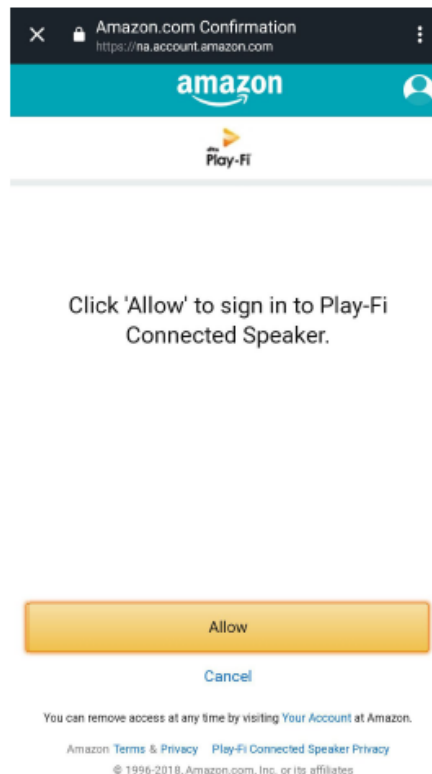 Amazon.com Confirmation
https://na.account.amazon.com
amazon
dts
Play-Fi
Click 'Allow' to sign in to Play-Fi
Connected Speaker.
Allow
Cancel
You can remove access at any time by visiting Your Account at Amazon.
Amazon Terms & Privacy Play-Fi Connected Speaker Privacy
© 1996-2018, Amazon.com, Inc. or its affiliates